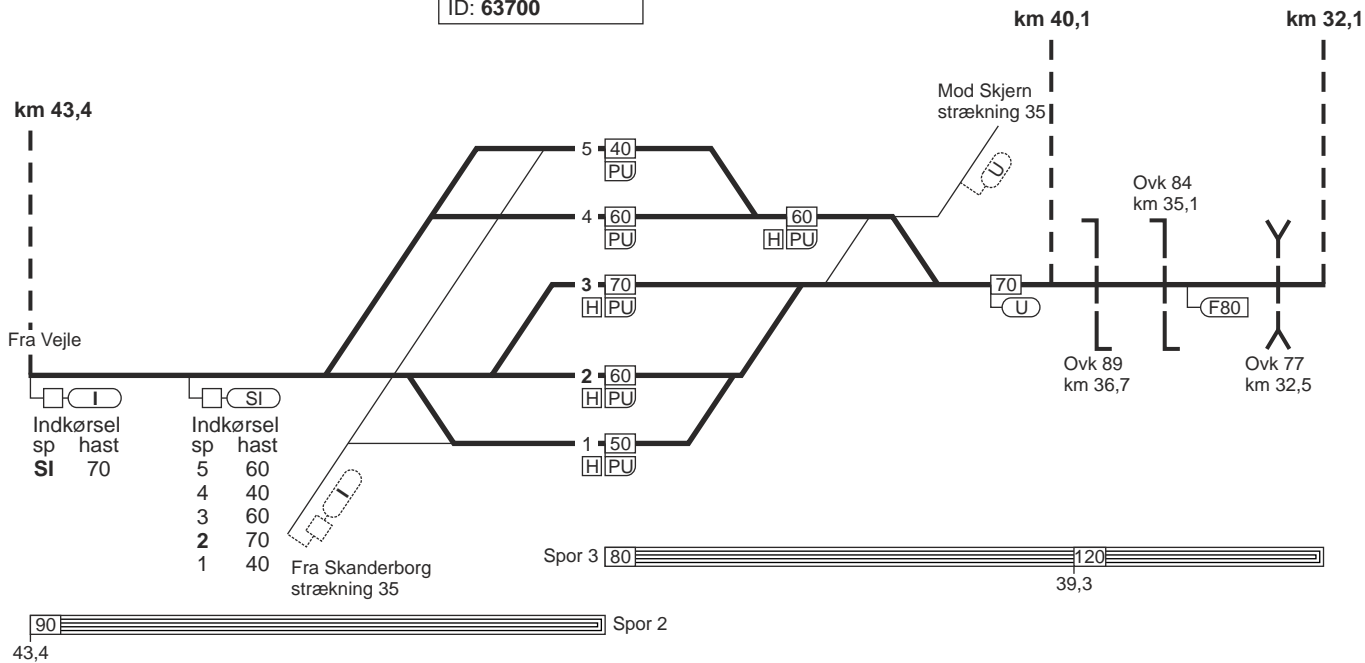 ID: 63700
km 40,1
km 32,1
km 43,4
Mod Skjern
strækning 35
U
5 40
PU
Ovk 84
km 35,1
4 60
PU
60
H PU
3 70
H PU
70
U
F80
Fra Vejle
Ovk 89
km 36,7
Ovk 77
km 32,5
2 60
H PU
I
SI
Indkørsel
sp hast
SI 70
Indkørsel
sp hast
5 60
4 40
3 60
2 70
1 40
1 50
H PU
I
Fra Skanderborg
strækning 35
Spor 3 80 120
39,3
90 Spor 2
43,4